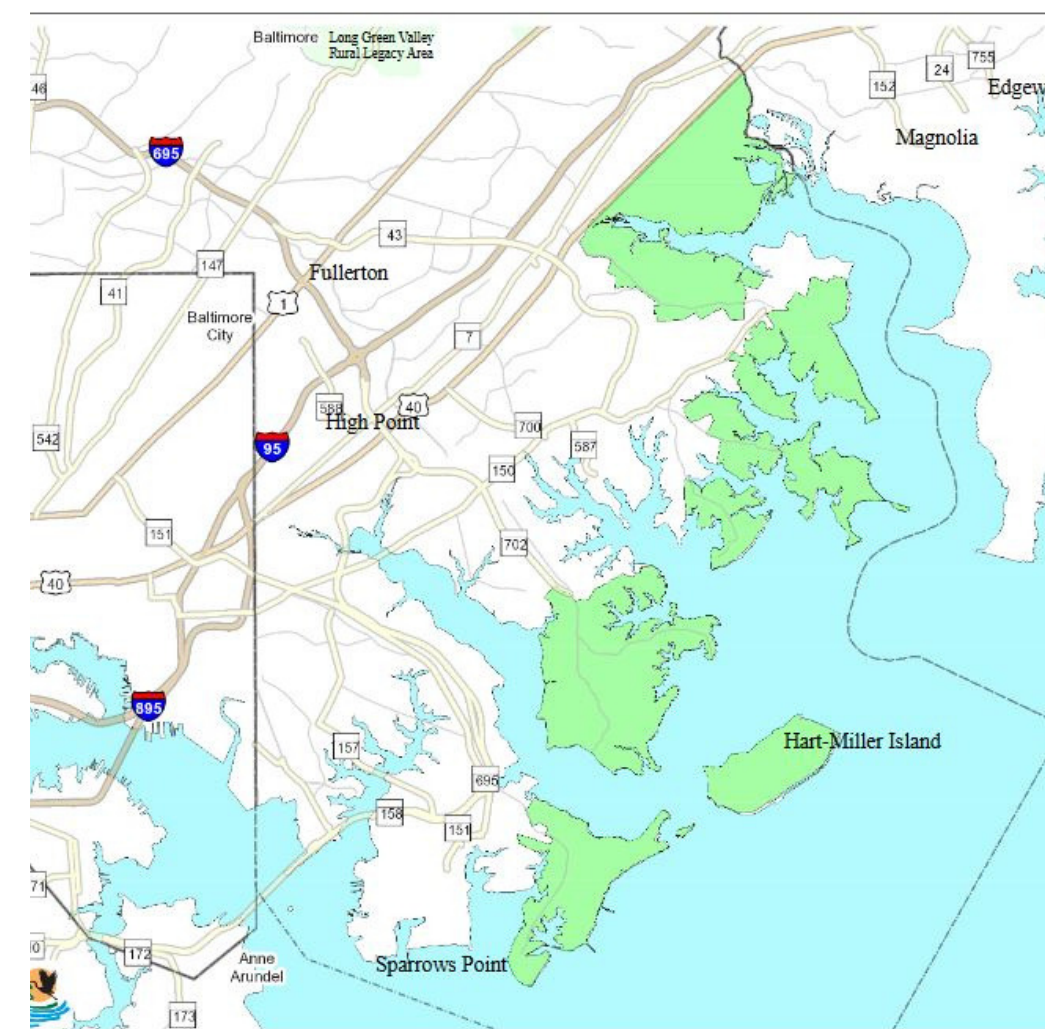 Baltimore
Long Green Valley
Rural Legacy Area
755
24
46
152
Edgew
Magnolia
695
43
147
Fullerton
41
1
Baltimore
City
7
40
588
High Point
700
542
95
587
150
151
702
40
895
Hart-Miller Island
157
695
158
151
71
0
172
Anne
Arundel
Sparrows Point
173